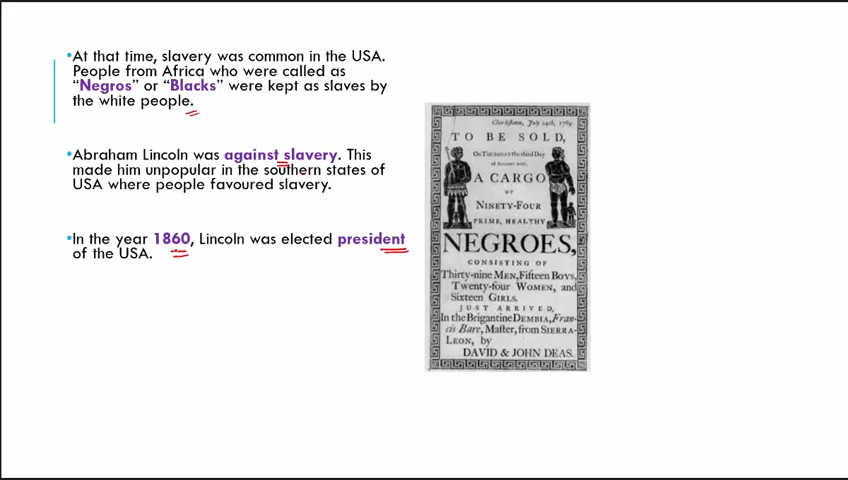 •At that time, slavery was common in the USA.
People from Africa who were called as
“Negros” or “Blacks” were kept as slaves by
the white people.
•Abraham Lincoln was against slavery. This
made him unpopular in the southern states of
USA where people favoured slavery.
•In the year 1860, Lincoln was elected president
of the USA.
Charlestown, July 24th, 1769.
TO BE SOLD,
On THURSDAY the third Day
of AUGUST next,
A CARGO
OF
NINETY-FOUR
PRIME, HEALTHY
NEGROES,
CONSISTING OF
Thirty-nine MEN, Fifteen BOYS,
Twenty-four WOMEN, and
Sixteen GIRLS.
JUST ARRIVED,
In the Brigantine DEMBIA, Fran-
cis Bare, Master, from SIERRA-
LEON, by
DAVID & JOHN DEAS.